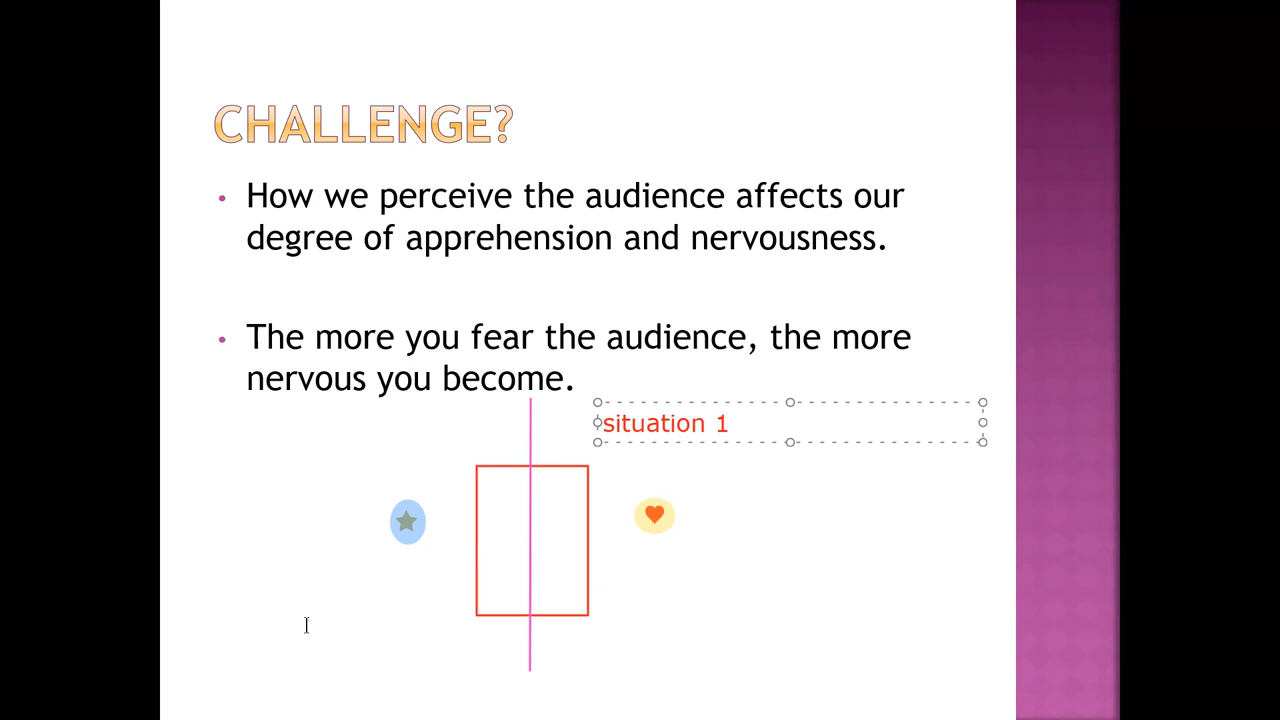 CHALLENGE?
• How we perceive the audience affects our
degree of apprehension and nervousness.
• The more you fear the audience, the more
nervous you become.
situation 1